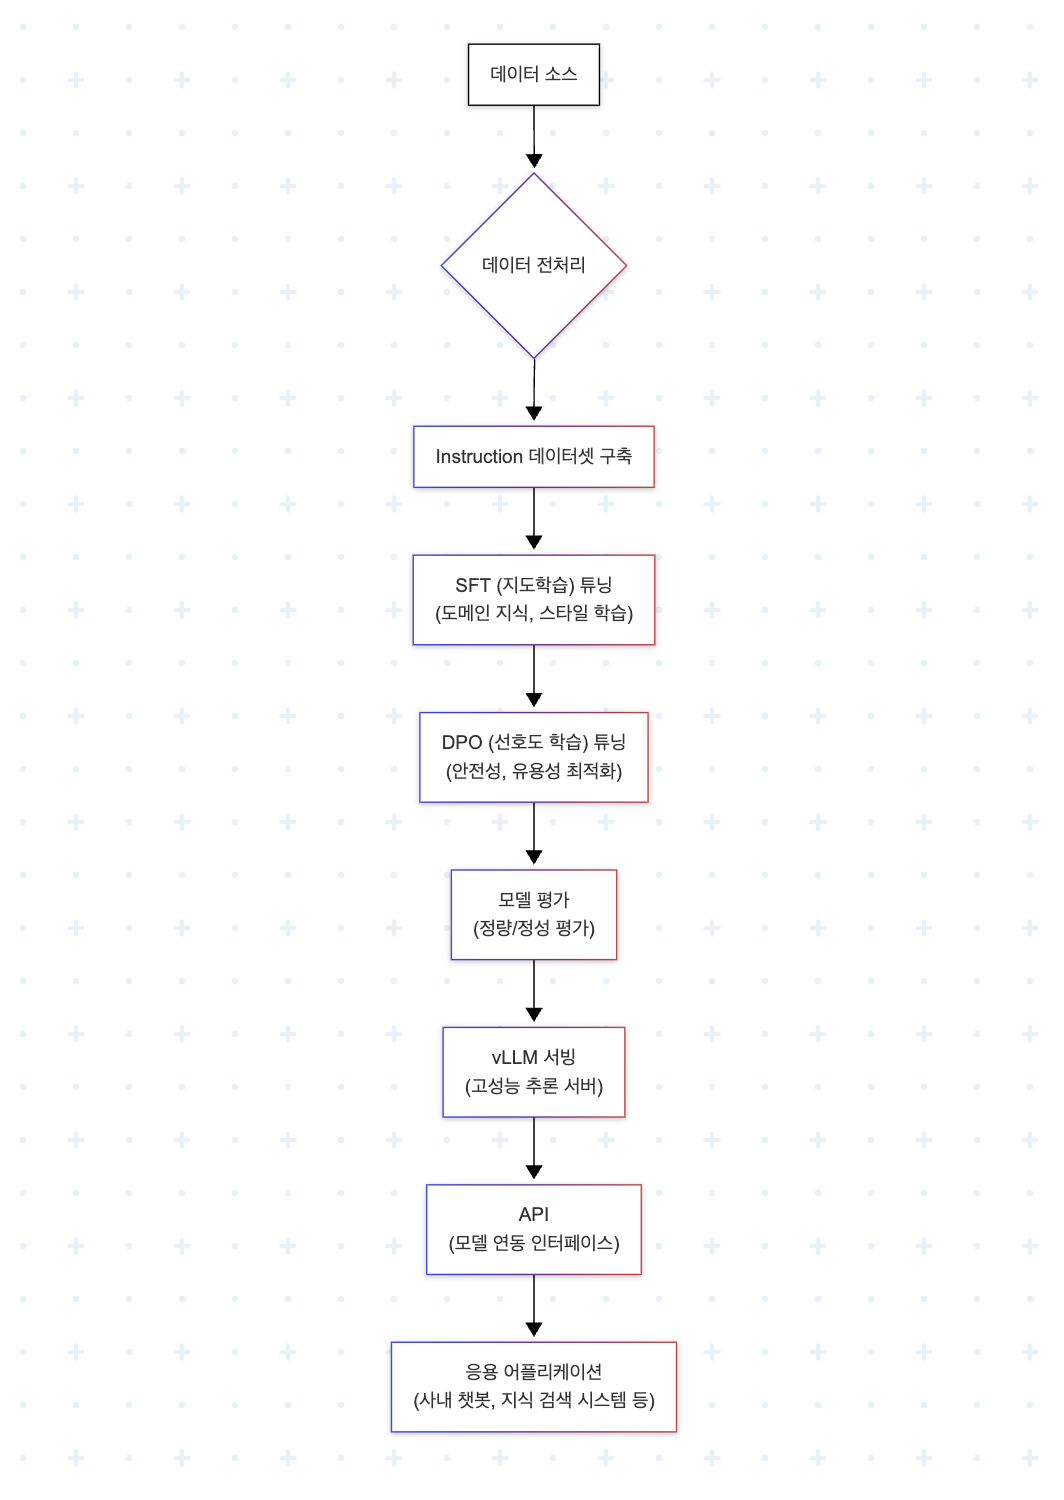 데이터 소스
데이터 전처리
Instruction 데이터셋 구축
SFT (지도학습) 튜닝
(도메인 지식, 스타일 학습)
DPO (선호도 학습) 튜닝
(안전성, 유용성 최적화)
모델 평가
(정량/정성 평가)
vLLM 서빙
(고성능 추론 서버)
API
(모델 연동 인터페이스)
응용 어플리케이션
(사내 챗봇, 지식 검색 시스템 등)